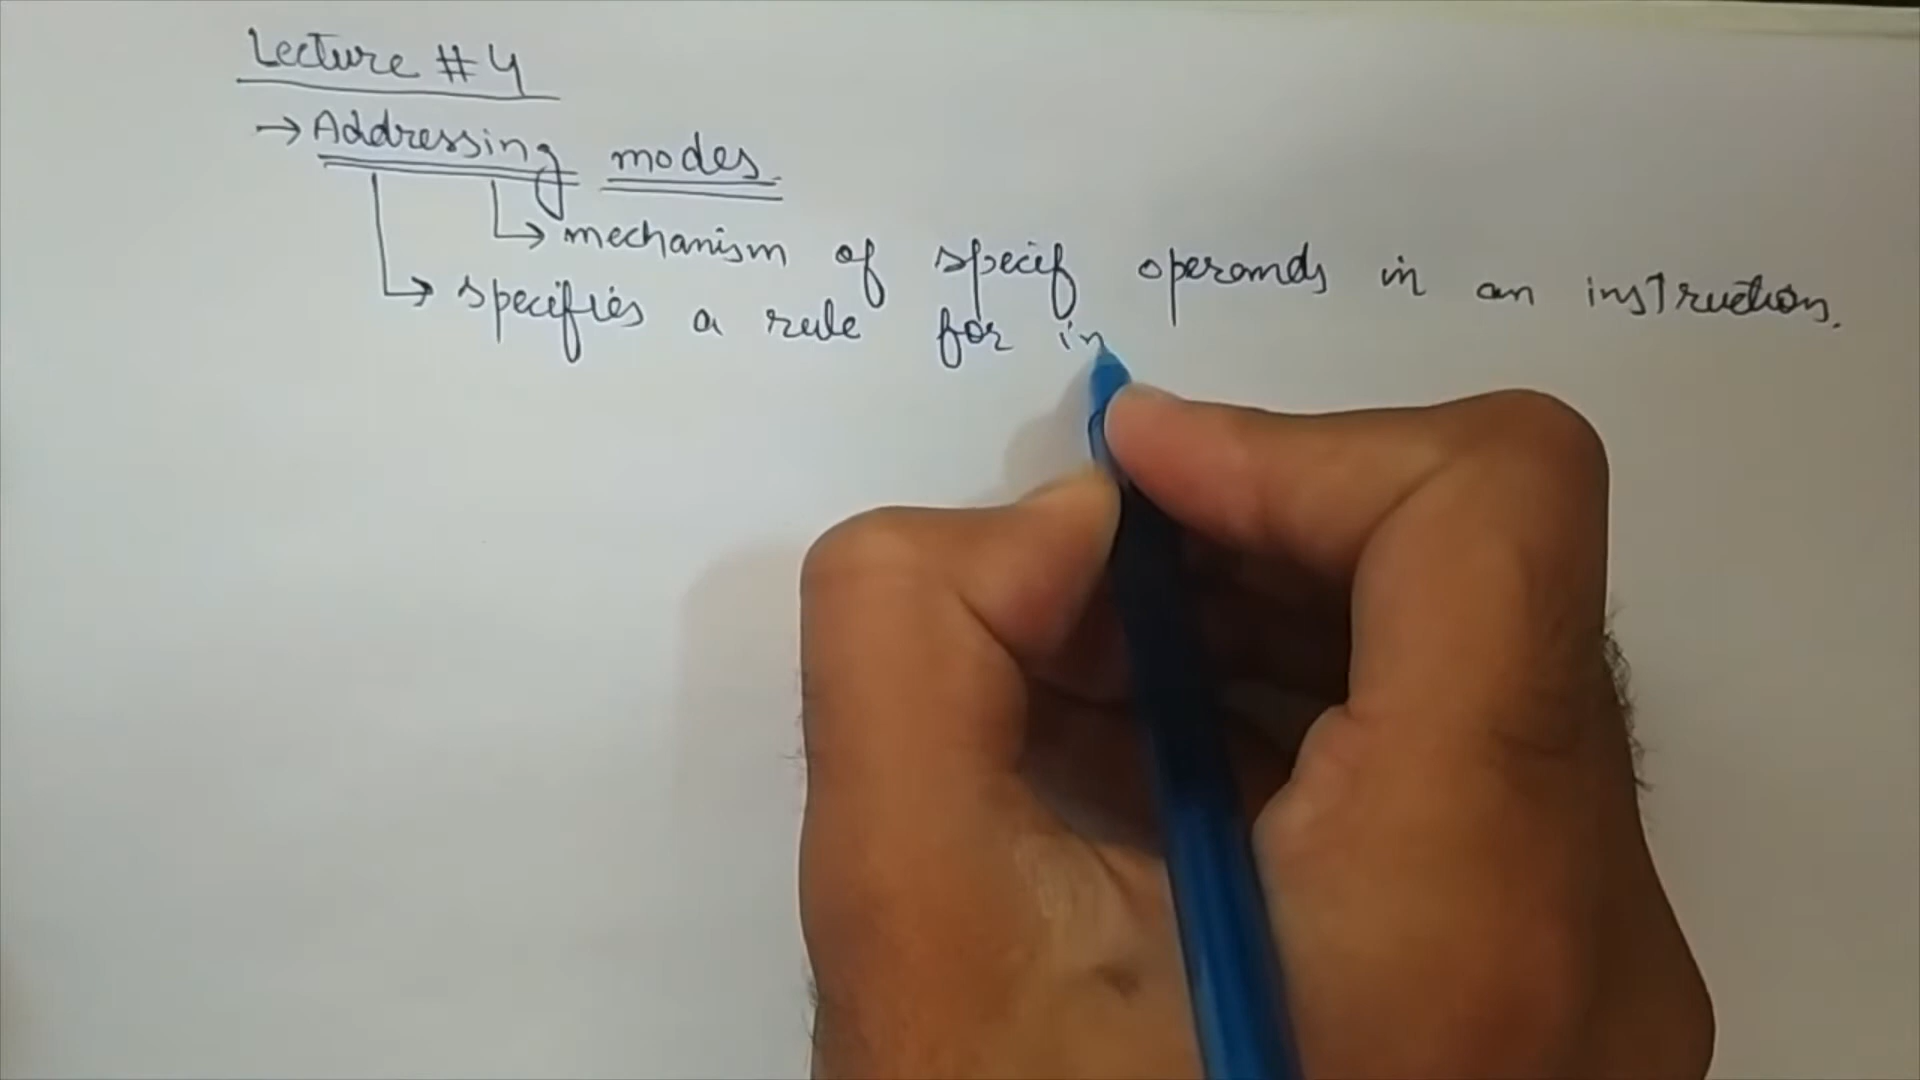 Lecture #4
→ Addressing modes.
↳ mechanism of specif operands in an instruction.
↳ specifies a rule for in